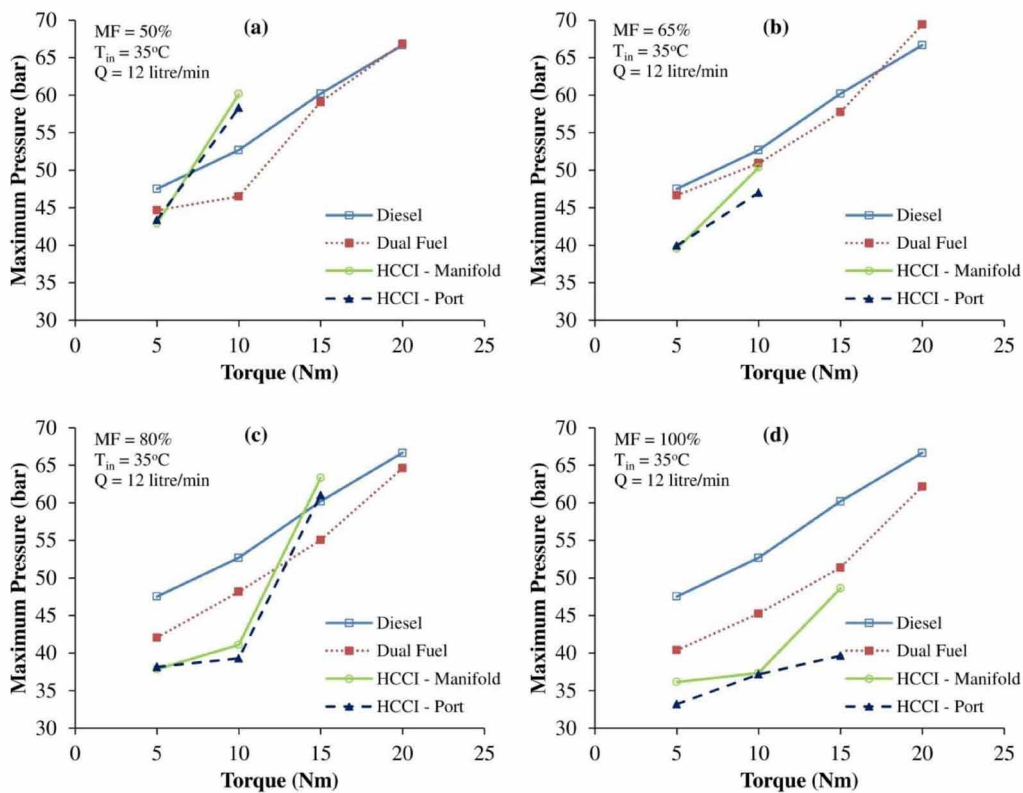 (a)
MF = 50%
T_in = 35°C
Q = 12 litre/min
Maximum Pressure (bar)
70
65
60
55
50
45
40
35
30
Diesel
Dual Fuel
HCCI - Manifold
HCCI - Port
0 5 10 15 20 25
Torque (Nm)
(b)
MF = 65%
T_in = 35°C
Q = 12 litre/min
Maximum Pressure (bar)
70
65
60
55
50
45
40
35
30
Diesel
Dual Fuel
HCCI - Manifold
HCCI - Port
0 5 10 15 20 25
Torque (Nm)
(c)
MF = 80%
T_in = 35°C
Q = 12 litre/min
Maximum Pressure (bar)
70
65
60
55
50
45
40
35
30
Diesel
Dual Fuel
HCCI - Manifold
HCCI - Port
0 5 10 15 20 25
Torque (Nm)
(d)
MF = 100%
T_in = 35°C
Q = 12 litre/min
Maximum Pressure (bar)
70
65
60
55
50
45
40
35
30
Diesel
Dual Fuel
HCCI - Manifold
HCCI - Port
0 5 10 15 20 25
Torque (Nm)